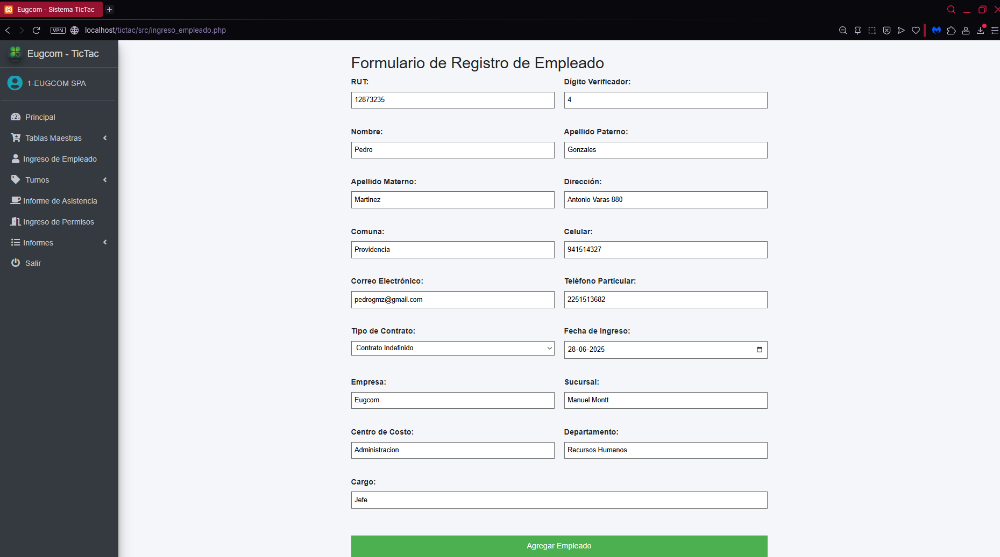 Eugcom - Sistema TicTac
VPN
localhost/tictac/src/ingreso_empleado.php
Eugcom - TicTac
1-EUGCOM SPA
Principal
Tablas Maestras
Ingreso de Empleado
Turnos
Informe de Asistencia
Ingreso de Permisos
Informes
Salir
Formulario de Registro de Empleado
RUT: Dígito Verificador:
12873235 4
Nombre: Apellido Paterno:
Pedro Gonzales
Apellido Materno: Dirección:
Martinez Antonio Varas 880
Comuna: Celular:
Providencia 941514327
Correo Electrónico: Teléfono Particular:
pedrogmz@gmail.com 2251513682
Tipo de Contrato: Fecha de Ingreso:
Contrato Indefinido 28-06-2025
Empresa: Sucursal:
Eugcom Manuel Montt
Centro de Costo: Departamento:
Administracion Recursos Humanos
Cargo:
Jefe
Agregar Empleado